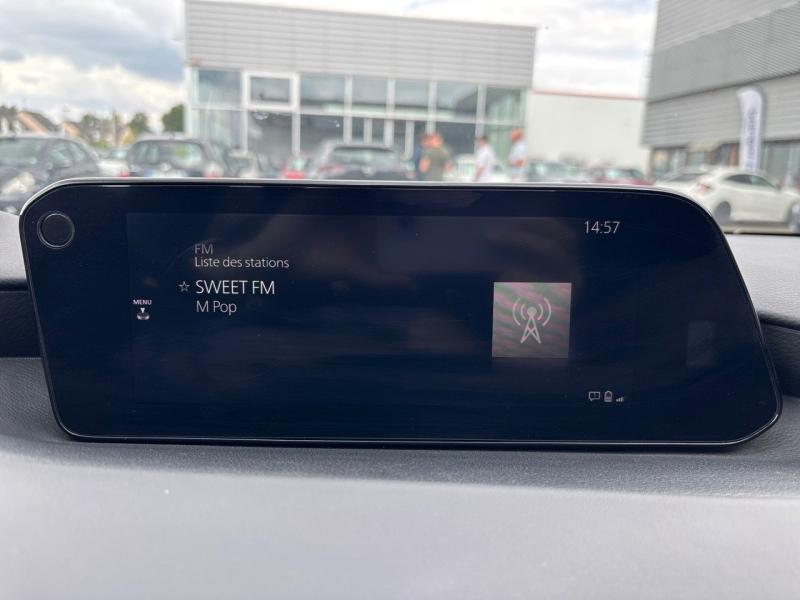 14:57
FM
Liste des stations
☆ SWEET FM
M Pop
MENU